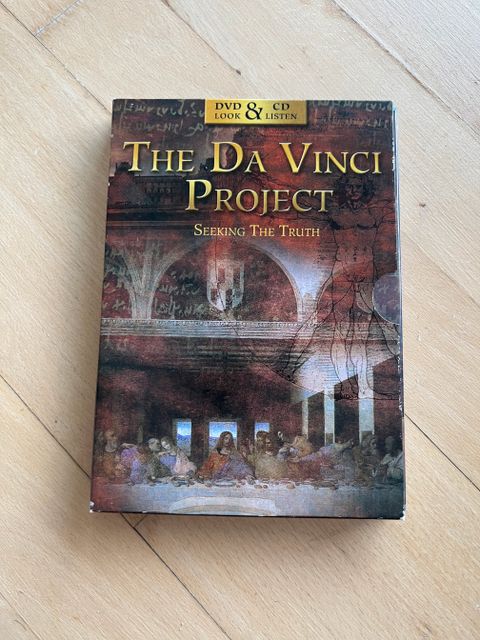 DVD & CD
LOOK LISTEN
THE DA VINCI
PROJECT
SEEKING THE TRUTH